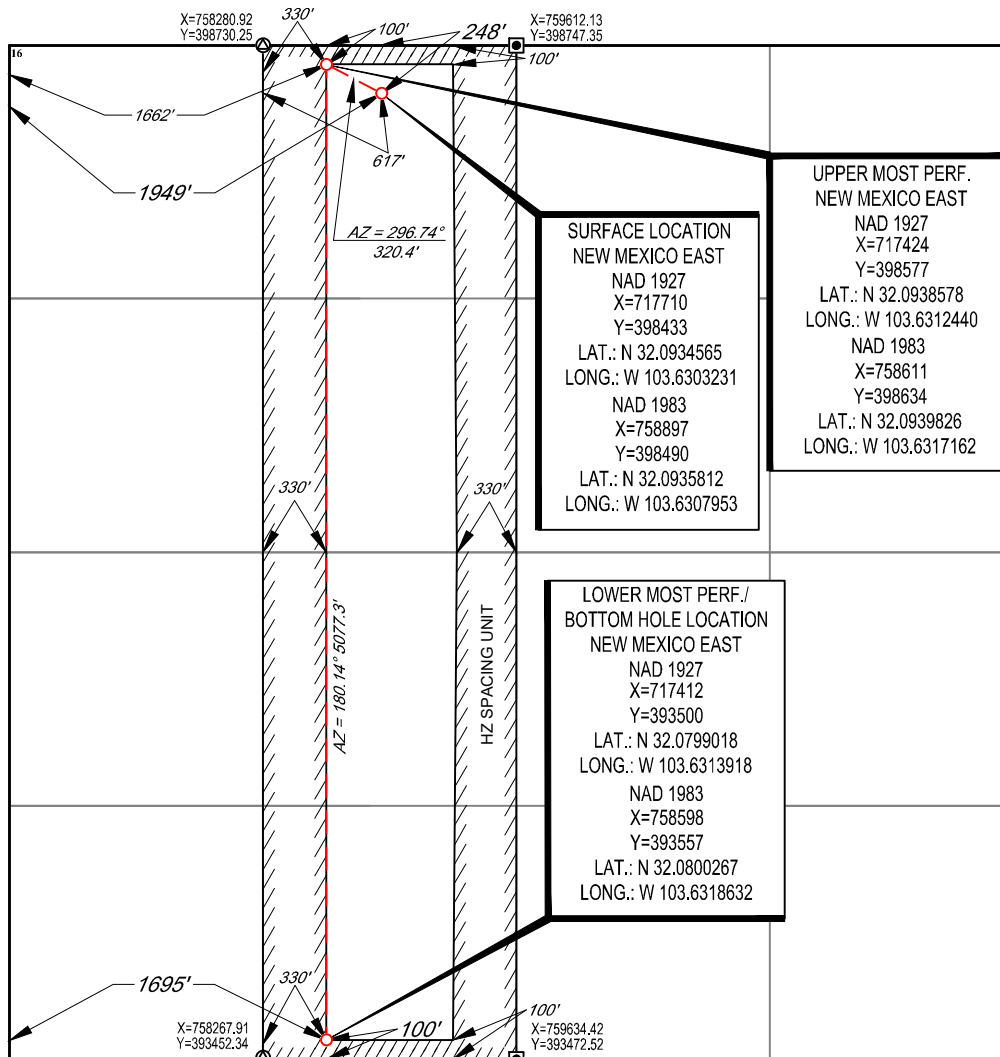 X=758280.92
Y=398730.25
330'
100'
248'
X=759612.13
Y=398747.35
100'
16
1662'
1949'
617'
AZ = 296.74°
320.4'
UPPER MOST PERF.
NEW MEXICO EAST
NAD 1927
X=717424
Y=398577
LAT.: N 32.0938578
LONG.: W 103.6312440
NAD 1983
X=758611
Y=398634
LAT.: N 32.0939826
LONG.: W 103.6317162
SURFACE LOCATION
NEW MEXICO EAST
NAD 1927
X=717710
Y=398433
LAT.: N 32.0934565
LONG.: W 103.6303231
NAD 1983
X=758897
Y=398490
LAT.: N 32.0935812
LONG.: W 103.6307953
330'
330'
AZ = 180.14° 5077.3'
HZ SPACING UNIT
LOWER MOST PERF./
BOTTOM HOLE LOCATION
NEW MEXICO EAST
NAD 1927
X=717412
Y=393500
LAT.: N 32.0799018
LONG.: W 103.6313918
NAD 1983
X=758598
Y=393557
LAT.: N 32.0800267
LONG.: W 103.6318632
1695'
330'
X=758267.91
Y=393452.34
100'
100'
X=759634.42
Y=393472.52